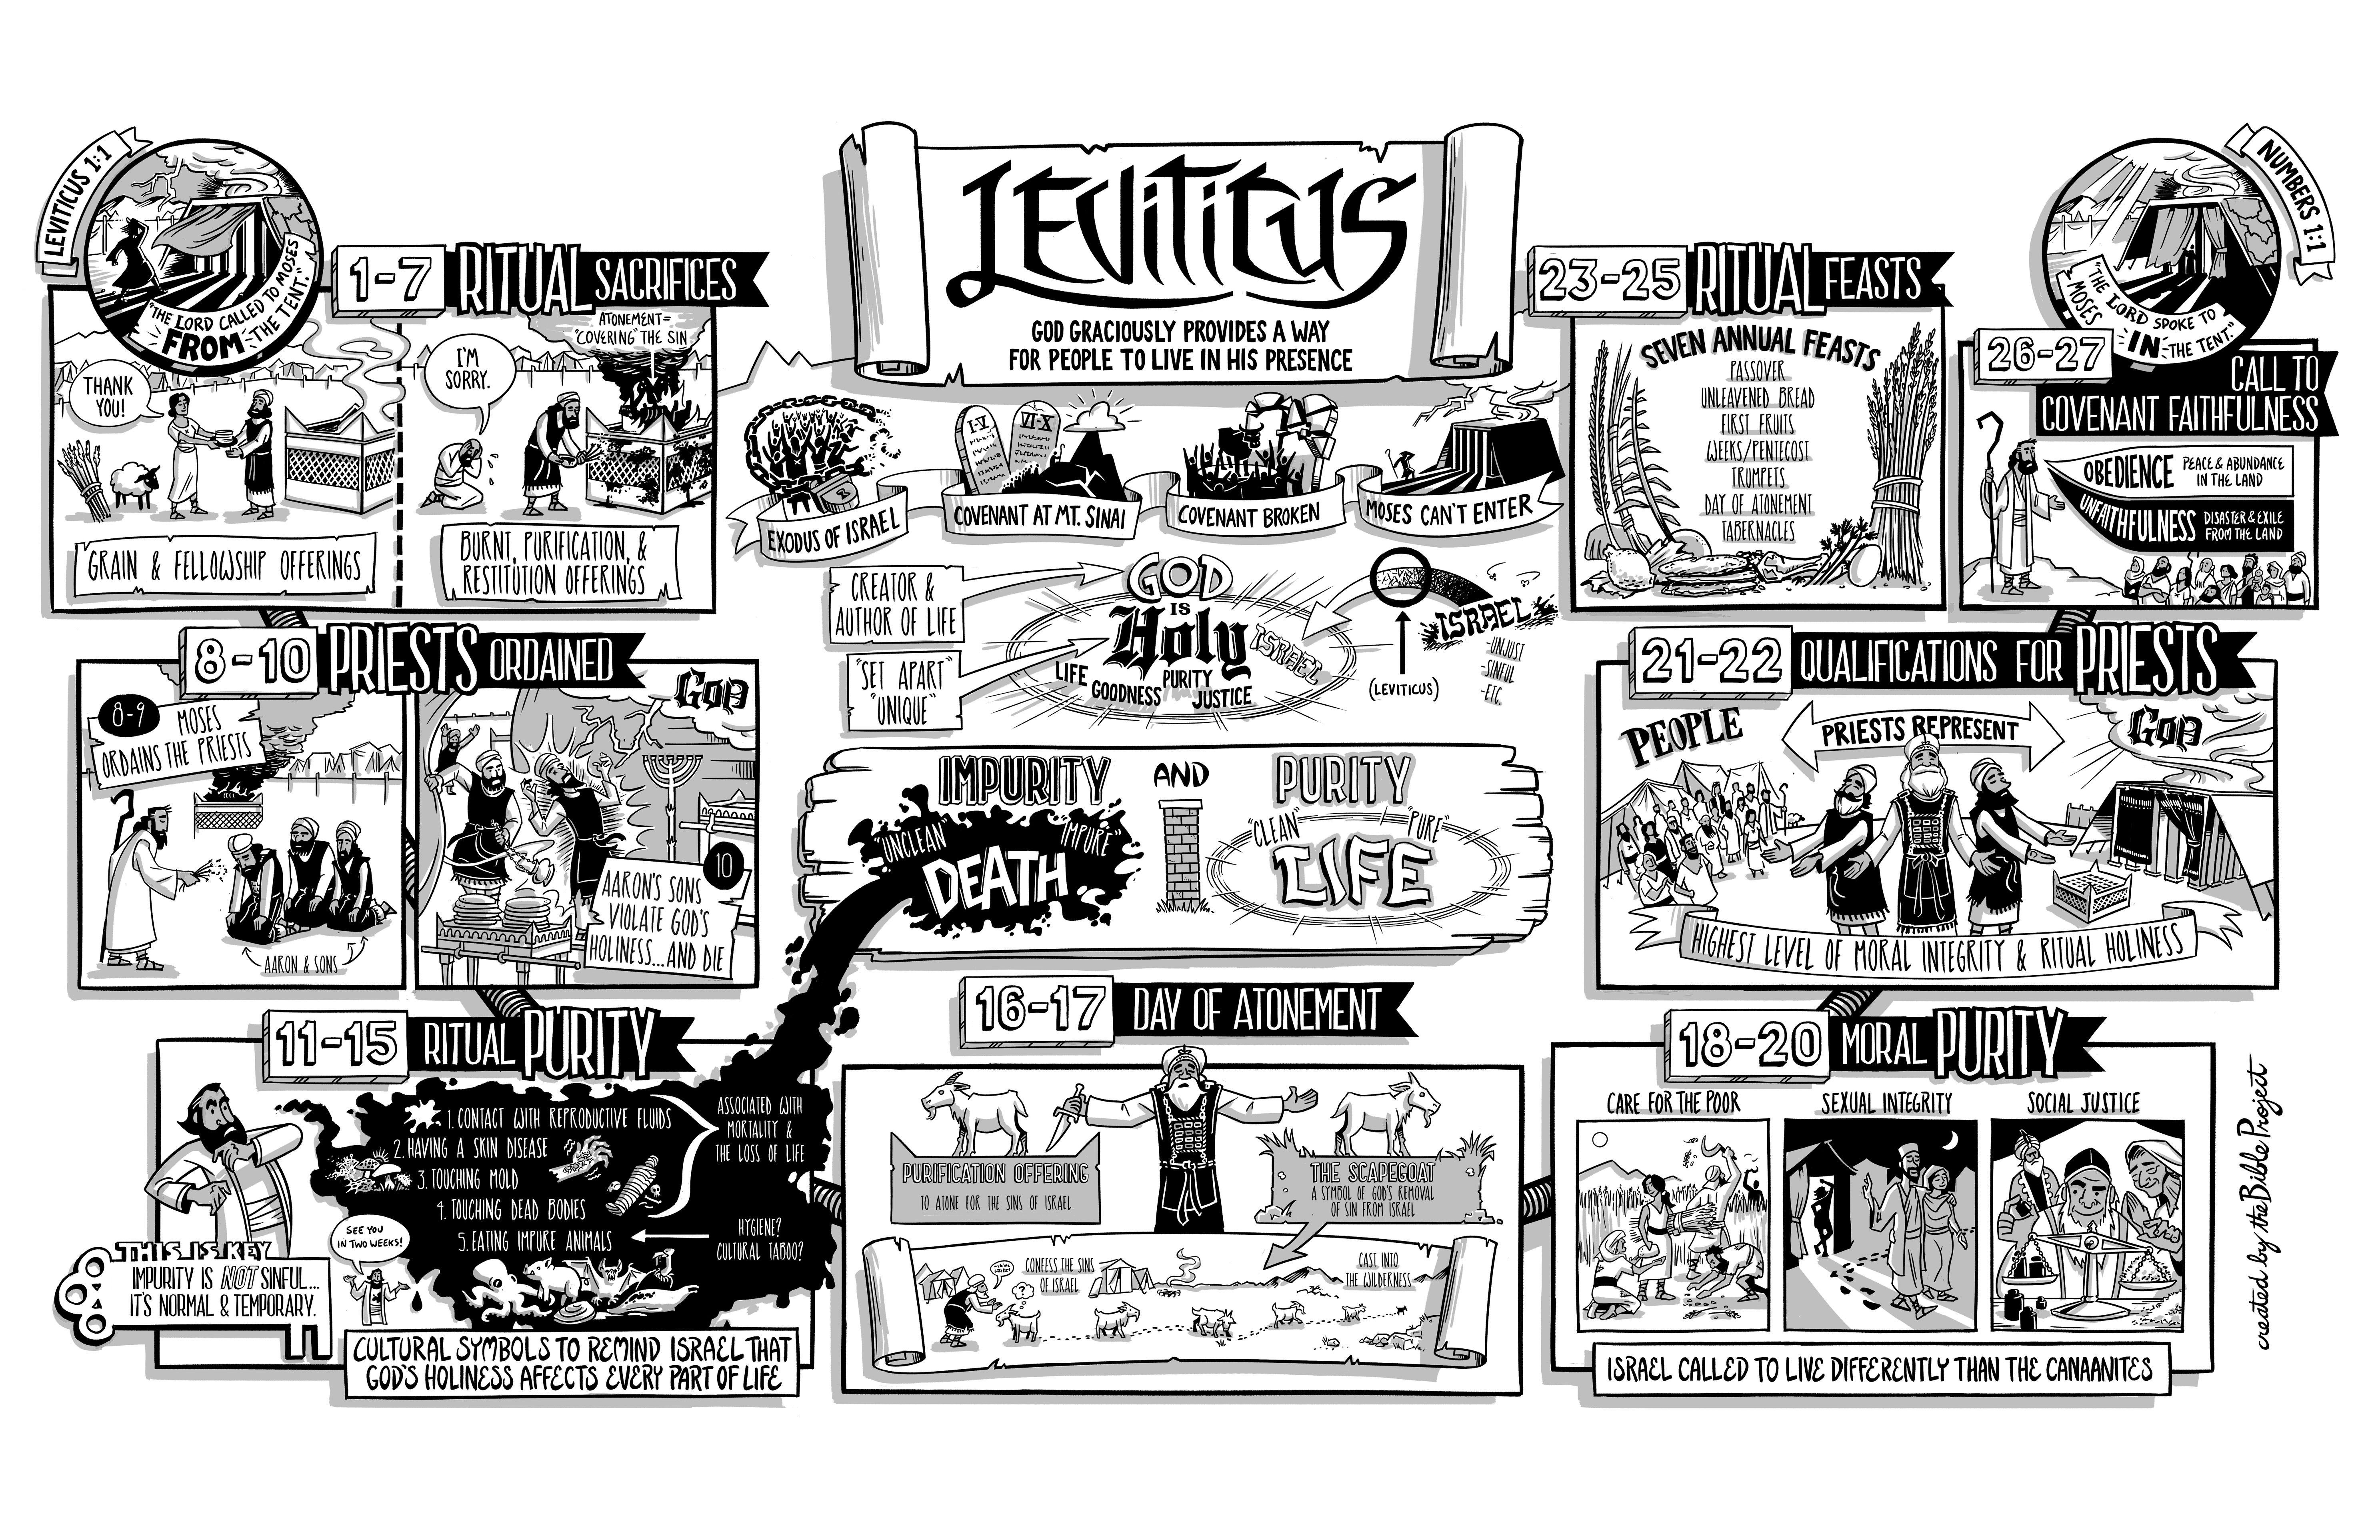 LEVITICUS
GOD GRACIOUSLY PROVIDES A WAY
FOR PEOPLE TO LIVE IN HIS PRESENCE
EXODUS OF ISRAEL
I-V
VI-X
COVENANT AT MT. SINAI
COVENANT BROKEN
MOSES CAN'T ENTER
CREATOR &
AUTHOR OF LIFE
"SET APART"
"UNIQUE"
GOD
IS
Holy
LIFE
GOODNESS
PURITY
JUSTICE
ISRAEL
(LEVITICUS)
ISRAEL
-UNJUST
-SINFUL
-ETC.
IMPURITY
AND
PURITY
"UNCLEAN"
"IMPURE"
DEATH
"CLEAN"
"PURE"
LIFE
LEVITICUS 1:1
"THE LORD CALLED TO MOSES
FROM THE TENT."
1-7
RITUAL SACRIFICES
THANK
YOU!
GRAIN & FELLOWSHIP OFFERINGS
I'M
SORRY.
ATONEMENT=
"COVERING" THE SIN
BURNT, PURIFICATION, &
RESTITUTION OFFERINGS
8-10
PRIESTS ORDAINED
8-9
MOSES
ORDAINS THE PRIESTS
AARON & SONS
GOD
10
AARON'S SONS
VIOLATE GOD'S
HOLINESS...AND DIE
11-15
RITUAL PURITY
1. CONTACT WITH REPRODUCTIVE FLUIDS
2. HAVING A SKIN DISEASE
3. TOUCHING MOLD
4. TOUCHING DEAD BODIES
5. EATING IMPURE ANIMALS
ASSOCIATED WITH
MORTALITY &
THE LOSS OF LIFE
HYGIENE?
CULTURAL TABOO?
SEE YOU
IN TWO WEEKS!
THIS IS KEY
IMPURITY IS NOT SINFUL...
IT'S NORMAL & TEMPORARY.
CULTURAL SYMBOLS TO REMIND ISRAEL THAT
GOD'S HOLINESS AFFECTS EVERY PART OF LIFE
16-17
DAY OF ATONEMENT
PURIFICATION OFFERING
TO ATONE FOR THE SINS OF ISRAEL
THE SCAPEGOAT
A SYMBOL OF GOD'S REMOVAL
OF SIN FROM ISRAEL
?
CONFESS THE SINS
OF ISRAEL
CAST INTO
THE WILDERNESS
18-20
MORAL PURITY
CARE FOR THE POOR
SEXUAL INTEGRITY
SOCIAL JUSTICE
ISRAEL CALLED TO LIVE DIFFERENTLY THAN THE CANAANITES
21-22
QUALIFICATIONS FOR PRIESTS
PEOPLE
PRIESTS REPRESENT
GOD
HIGHEST LEVEL OF MORAL INTEGRITY & RITUAL HOLINESS
23-25
RITUAL FEASTS
SEVEN ANNUAL FEASTS
PASSOVER
UNLEAVENED BREAD
FIRST FRUITS
WEEKS/PENTECOST
TRUMPETS
DAY OF ATONEMENT
TABERNACLES
26-27
CALL TO
COVENANT FAITHFULNESS
OBEDIENCE
PEACE & ABUNDANCE
IN THE LAND
UNFAITHFULNESS
DISASTER & EXILE
FROM THE LAND
NUMBERS 1:1
"THE LORD SPOKE TO
MOSES
IN THE TENT."
created by the Bible Project